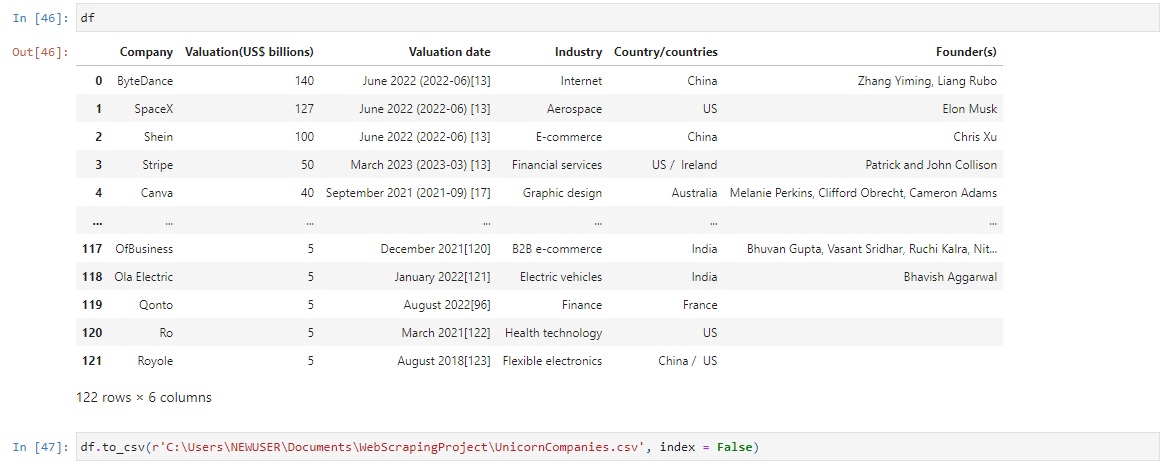 In [46]: df
Out[46]:
Company Valuation(US$ billions) Valuation date Industry Country/countries Founder(s)
0 ByteDance 140 June 2022 (2022-06)[13] Internet China Zhang Yiming, Liang Rubo
1 SpaceX 127 June 2022 (2022-06) [13] Aerospace US Elon Musk
2 Shein 100 June 2022 (2022-06) [13] E-commerce China Chris Xu
3 Stripe 50 March 2023 (2023-03) [13] Financial services US / Ireland Patrick and John Collison
4 Canva 40 September 2021 (2021-09) [17] Graphic design Australia Melanie Perkins, Clifford Obrecht, Cameron Adams
... ... ... ... ... ... ...
117 OfBusiness 5 December 2021[120] B2B e-commerce India Bhuvan Gupta, Vasant Sridhar, Ruchi Kalra, Nit...
118 Ola Electric 5 January 2022[121] Electric vehicles India Bhavish Aggarwal
119 Qonto 5 August 2022[96] Finance France
120 Ro 5 March 2021[122] Health technology US
121 Royole 5 August 2018[123] Flexible electronics China / US
122 rows × 6 columns
In [47]: df.to_csv(r'C:\Users\NEWUSER\Documents\WebScrapingProject\UnicornCompanies.csv', index = False)